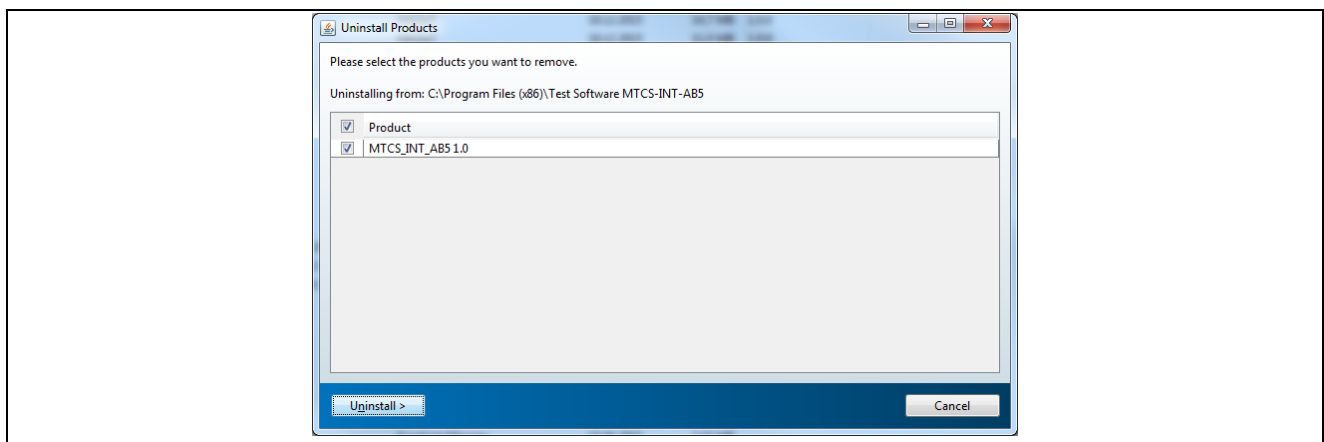 Uninstall Products
Please select the products you want to remove.
Uninstalling from: C:\Program Files (x86)\Test Software MTCS-INT-AB5
Product
MTCS_INT_AB5 1.0
Uninstall >
Cancel